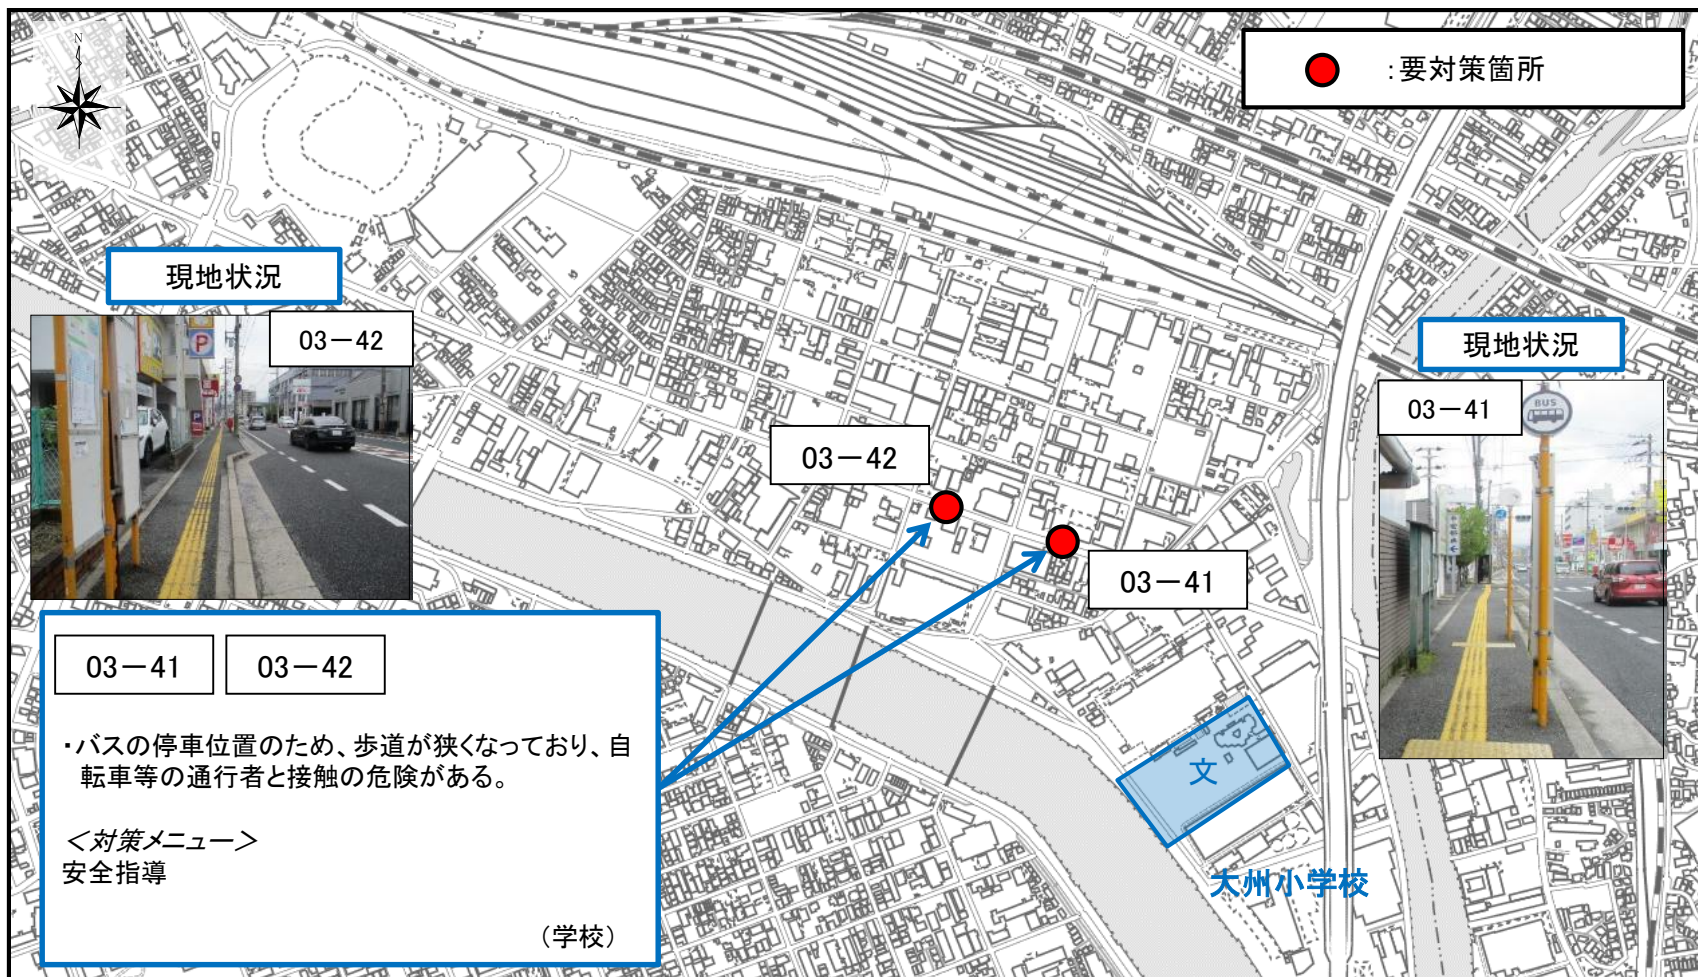 N
:要対策箇所
現地状況
03-42
P
現地状況
03-41
BUS
03-42
03-41
03-41
03-42
・バスの停車位置のため、歩道が狭くなっており、自
転車等の通行者と接触の危険がある。
<対策メニュー>
安全指導
(学校)
文
大州小学校